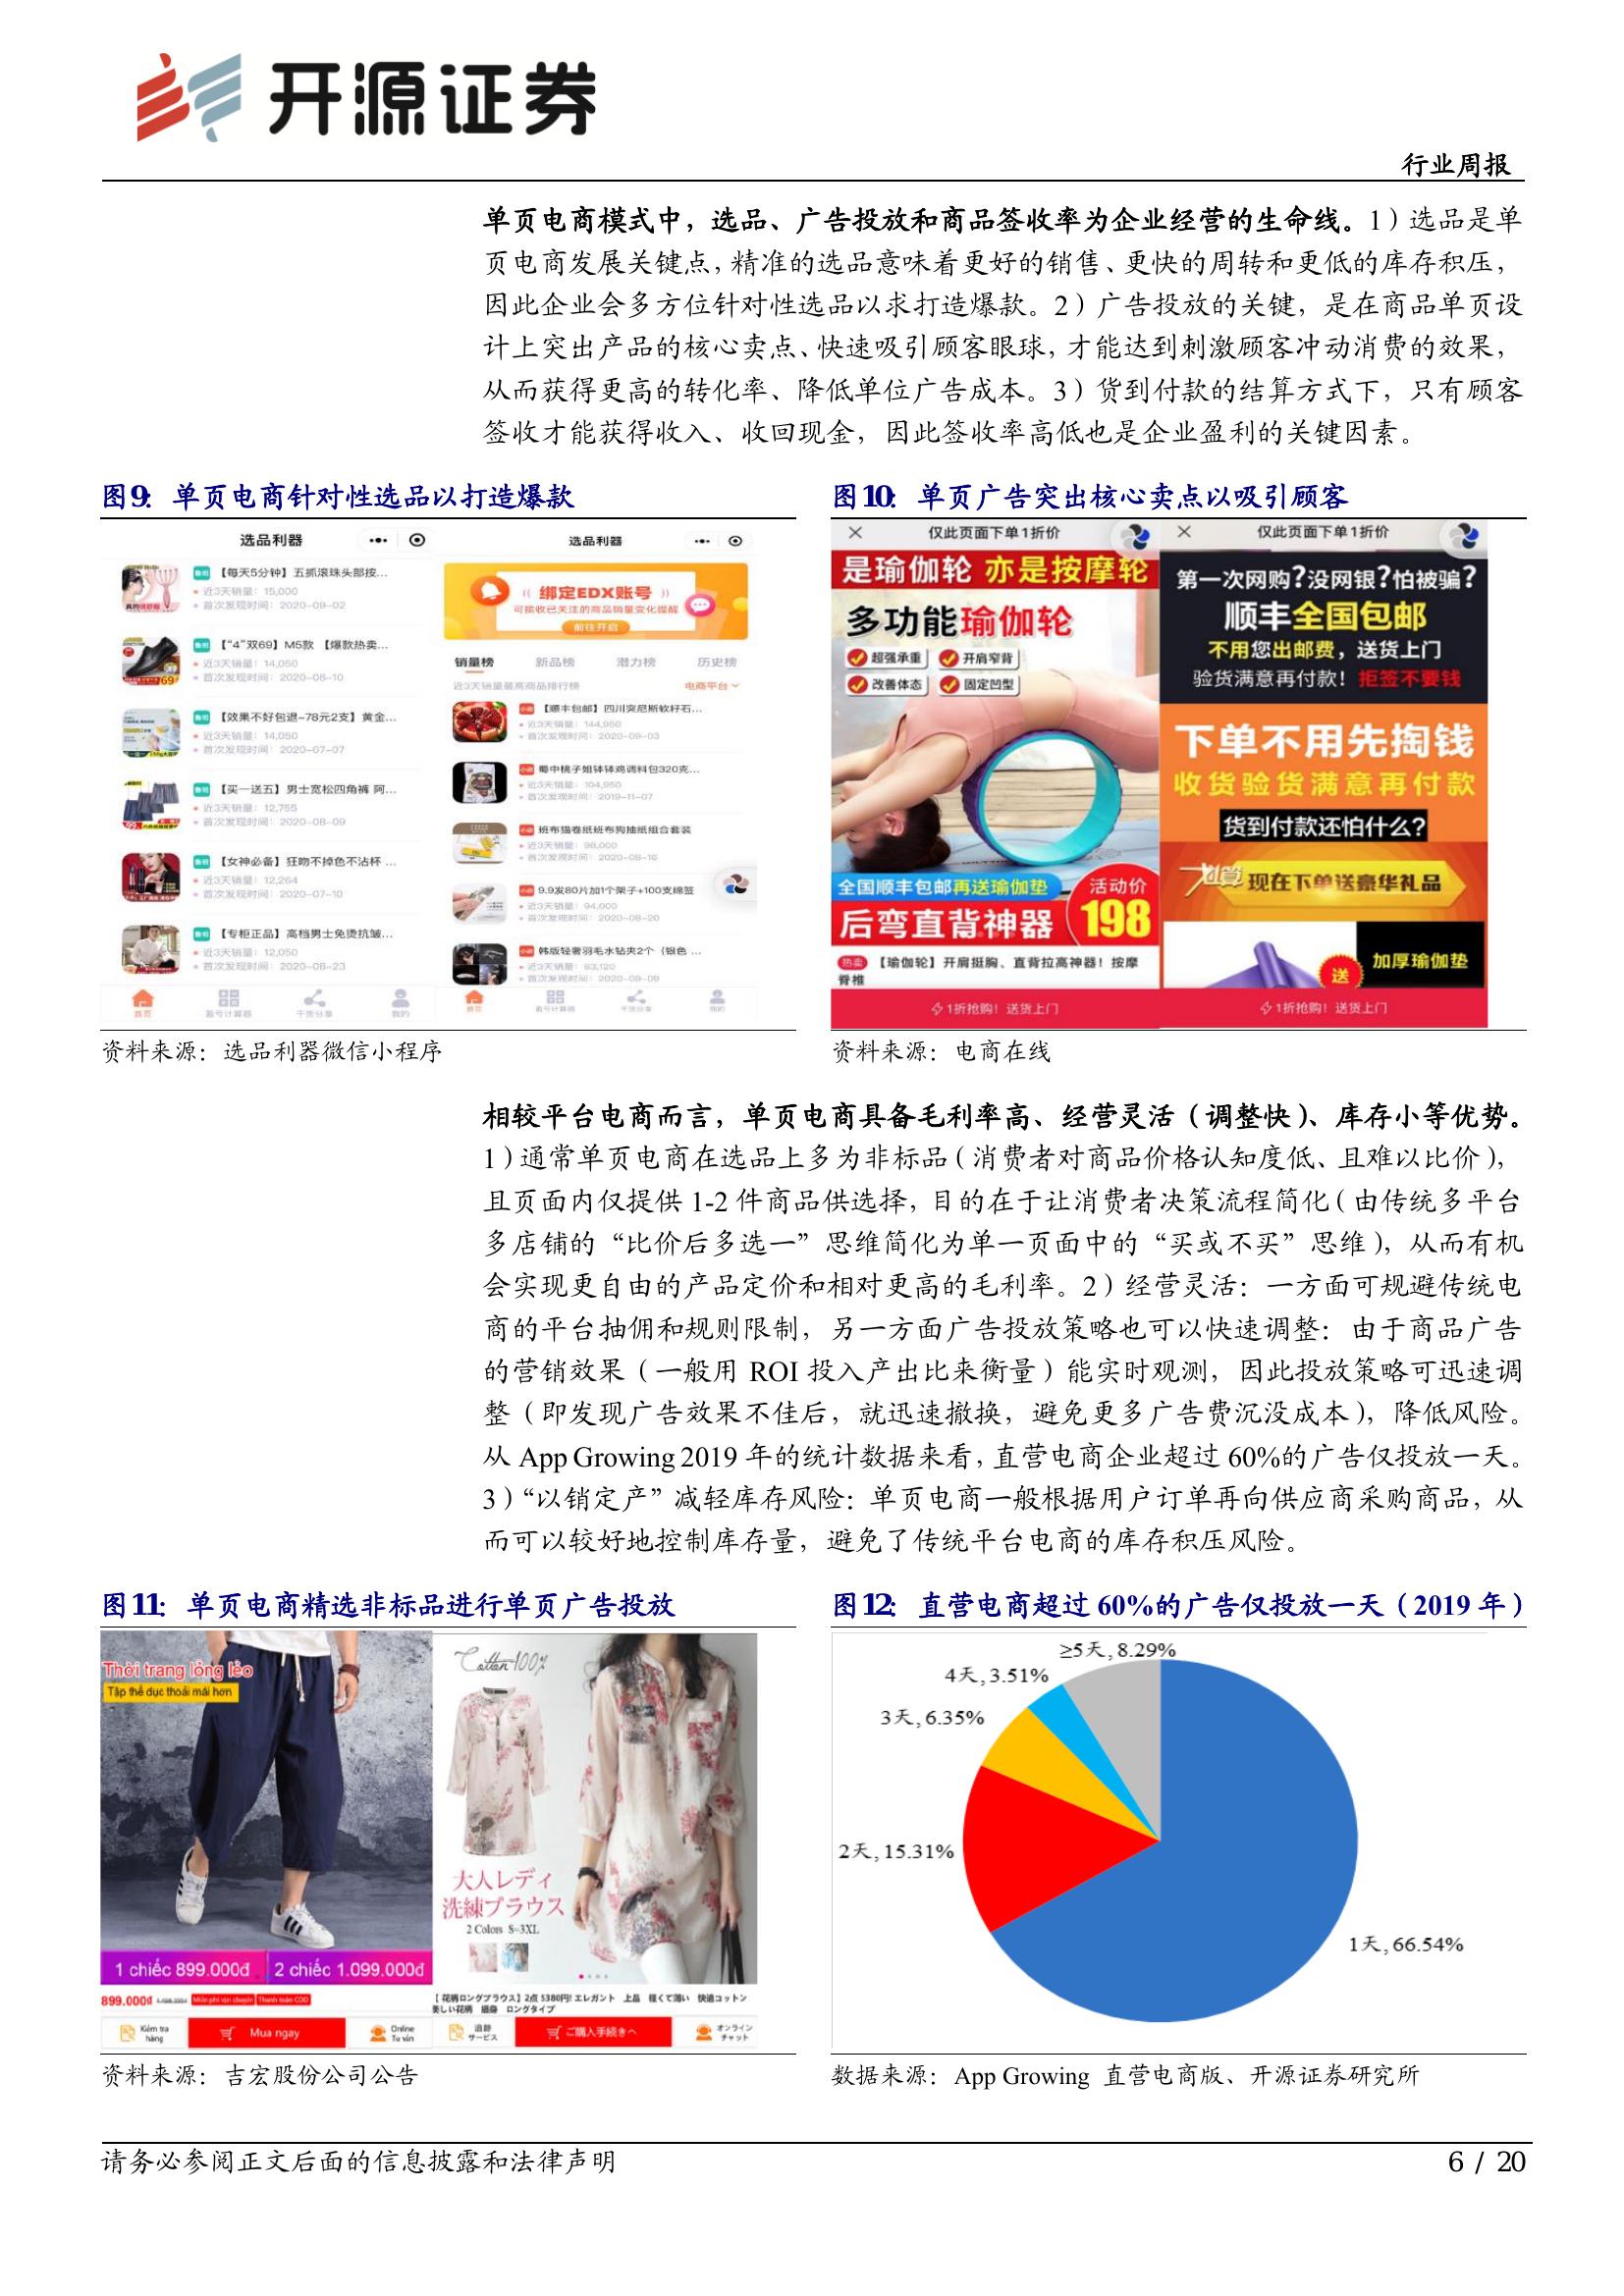 开源证券
行业周报
单页电商模式中，选品、广告投放和商品签收率为企业经营的生命线。1）选品是单
页电商发展关键点，精准的选品意味着更好的销售、更快的周转和更低的库存积压，
因此企业会多方位针对性选品以求打造爆款。2）广告投放的关键，是在商品单页设
计上突出产品的核心卖点、快速吸引顾客眼球，才能达到刺激顾客冲动消费的效果，
从而获得更高的转化率、降低单位广告成本。3）货到付款的结算方式下，只有顾客
签收才能获得收入、收回现金，因此签收率高低也是企业盈利的关键因素。
图9：单页电商针对性选品以打造爆款
选品利器
【每天5分钟】五抓滚珠头部按...
近3天销量：15,000
首次发现时间：2020-09-02
【“4”双69】M5款 【爆款热卖...
近3天销量：14,050
首次发现时间：2020-08-10
【效果不好包退-78元2支】黄金...
近3天销量：14,050
首次发现时间：2020-07-07
【买一送五】男士宽松四角裤 阿...
近3天销量：12,755
首次发现时间：2020-08-09
【女神必备】狂吻不掉色不沾杯 ...
近3天销量：12,264
首次发现时间：2020-07-10
【专柜正品】高档男士免烫抗皱...
近3天销量：12,050
首次发现时间：2020-08-23
首页 盈亏计算器 干货分享 我的
选品利器
绑定EDX账号
可接收已关注的商品销量变化提醒
前往开启
销量榜 新品榜 潜力榜 历史榜
近3天销量最高商品排行榜 电商平台
【顺丰包邮】四川突尼斯软籽石...
近3天销量：144,950
首次发现时间：2020-09-03
蜀中桃子姐钵钵鸡调料包320克...
近3天销量：104,950
首次发现时间：2019-11-07
班布猫卷纸班布狗抽纸组合套装
近3天销量：96,000
首次发现时间：2020-08-16
9.9发80片加1个架子+100支绵签
近3天销量：94,000
首次发现时间：2020-08-20
韩版轻奢羽毛水钻夹2个（银色 ...
近3天销量：93,120
首次发现时间：2020-09-09
首页 盈亏计算器 干货分享 我的
资料来源：选品利器微信小程序
图10：单页广告突出核心卖点以吸引顾客
仅此页面下单1折价
是瑜伽轮 亦是按摩轮
多功能瑜伽轮
超强承重 开肩窄背
改善体态 固定凹型
全国顺丰包邮再送瑜伽垫
活动价
198
后弯直背神器
热卖 【瑜伽轮】开肩挺胸、直背拉高神器！按摩
脊椎
1折抢购！送货上门
仅此页面下单1折价
第一次网购?没网银?怕被骗?
顺丰全国包邮
不用您出邮费，送货上门
验货满意再付款！拒签不要钱
下单不用先掏钱
收货验货满意再付款
货到付款还怕什么?
划算 现在下单送豪华礼品
送 加厚瑜伽垫
1折抢购！送货上门
资料来源：电商在线
相较平台电商而言，单页电商具备毛利率高、经营灵活（调整快）、库存小等优势。
1）通常单页电商在选品上多为非标品（消费者对商品价格认知度低、且难以比价），
且页面内仅提供 1-2 件商品供选择，目的在于让消费者决策流程简化（由传统多平台
多店铺的“比价后多选一”思维简化为单一页面中的“买或不买”思维），从而有机
会实现更自由的产品定价和相对更高的毛利率。2）经营灵活：一方面可规避传统电
商的平台抽佣和规则限制，另一方面广告投放策略也可以快速调整：由于商品广告
的营销效果（一般用 ROI 投入产出比来衡量）能实时观测，因此投放策略可迅速调
整（即发现广告效果不佳后，就迅速撤换，避免更多广告费沉没成本），降低风险。
从 App Growing 2019 年的统计数据来看，直营电商企业超过 60%的广告仅投放一天。
3）“以销定产”减轻库存风险：单页电商一般根据用户订单再向供应商采购商品，从
而可以较好地控制库存量，避免了传统平台电商的库存积压风险。
图11：单页电商精选非标品进行单页广告投放
Thời trang lỏng lẻo
Tập thể dục thoải mái hơn
1 chiếc 899.000đ 2 chiếc 1.099.000đ
899.000đ Miễn phí vận chuyển Thanh toán COD
Kiểm tra hàng
Mua ngay
Online Tư vấn
Cotton 100%
大人レディ
洗練ブラウス
2 Colors S~3XL
【 花柄ロングブラウス】2点 5380円! エレガント 上品 軽くて薄い 快適コットン
美しい花柄 細身 ロングタイプ
追跡サービス
ご購入手続きへ
オンラインチャット
资料来源：吉宏股份公司公告
图12：直营电商超过 60%的广告仅投放一天（2019 年）
≥5天, 8.29%
4天, 3.51%
3天, 6.35%
2天, 15.31%
1天, 66.54%
数据来源：App Growing 直营电商版、开源证券研究所
请务必参阅正文后面的信息披露和法律声明
6 / 20